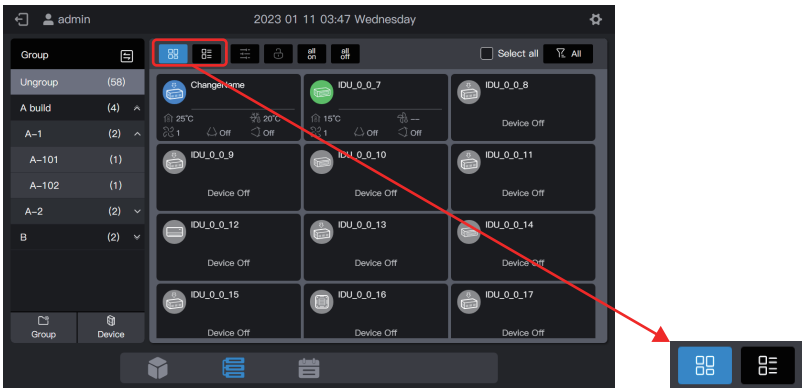 admin
2023 01 11 03:47 Wednesday
Group
all on
all off
Select all
All
Ungroup (58)
A build (4)
A-1 (2)
A-101 (1)
A-102 (1)
A-2 (2)
B (2)
ChangeName
25°C 20°C
1 Off Off
IDU_0_0_7
15°C —
1 Off Off
IDU_0_0_8
Device Off
IDU_0_0_9
Device Off
IDU_0_0_10
Device Off
IDU_0_0_11
Device Off
IDU_0_0_12
Device Off
IDU_0_0_13
Device Off
IDU_0_0_14
Device Off
IDU_0_0_15
Device Off
IDU_0_0_16
Device Off
IDU_0_0_17
Device Off
Group
Device